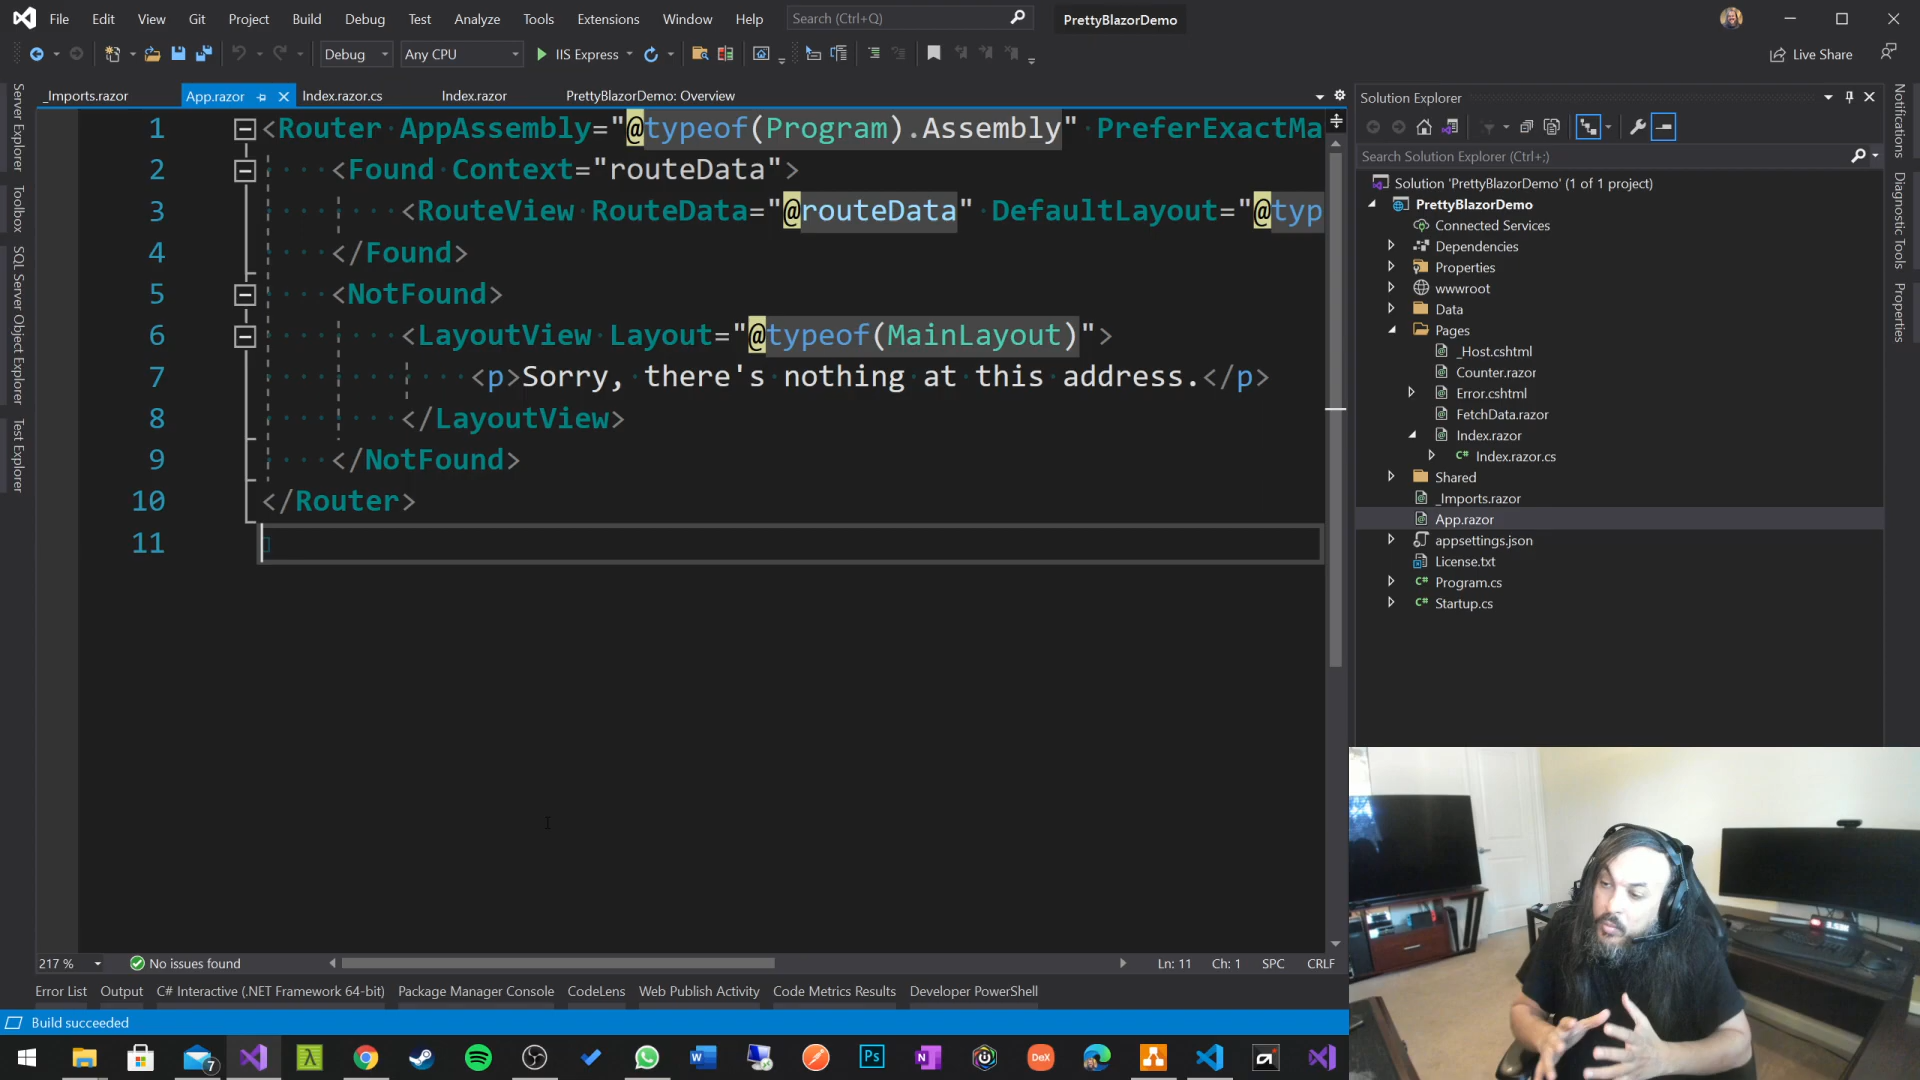 File Edit View Git Project Build Debug Test Analyze Tools Extensions Window Help Search (Ctrl+Q) PrettyBlazorDemo
Debug Any CPU IIS Express Live Share
_Imports.razor App.razor Index.razor.cs Index.razor PrettyBlazorDemo: Overview
Server Explorer
Toolbox
SQL Server Object Explorer
Test Explorer
1 <Router AppAssembly="@typeof(Program).Assembly" PreferExactMa
2 <Found Context="routeData">
3 <RouteView RouteData="@routeData" DefaultLayout="@typ
4 </Found>
5 <NotFound>
6 <LayoutView Layout="@typeof(MainLayout)">
7 <p>Sorry, there's nothing at this address.</p>
8 </LayoutView>
9 </NotFound>
10 </Router>
11
Solution Explorer
Search Solution Explorer (Ctrl+;)
Solution 'PrettyBlazorDemo' (1 of 1 project)
PrettyBlazorDemo
Connected Services
Dependencies
Properties
wwwroot
Data
Pages
_Host.cshtml
Counter.razor
Error.cshtml
FetchData.razor
Index.razor
C# Index.razor.cs
Shared
_Imports.razor
App.razor
appsettings.json
License.txt
C# Program.cs
C# Startup.cs
Notifications
Diagnostic Tools
Properties
217 % No issues found Ln: 11 Ch: 1 SPC CRLF
Error List Output C# Interactive (.NET Framework 64-bit) Package Manager Console CodeLens Web Publish Activity Code Metrics Results Developer PowerShell
Build succeeded
7 W Ps N DeX